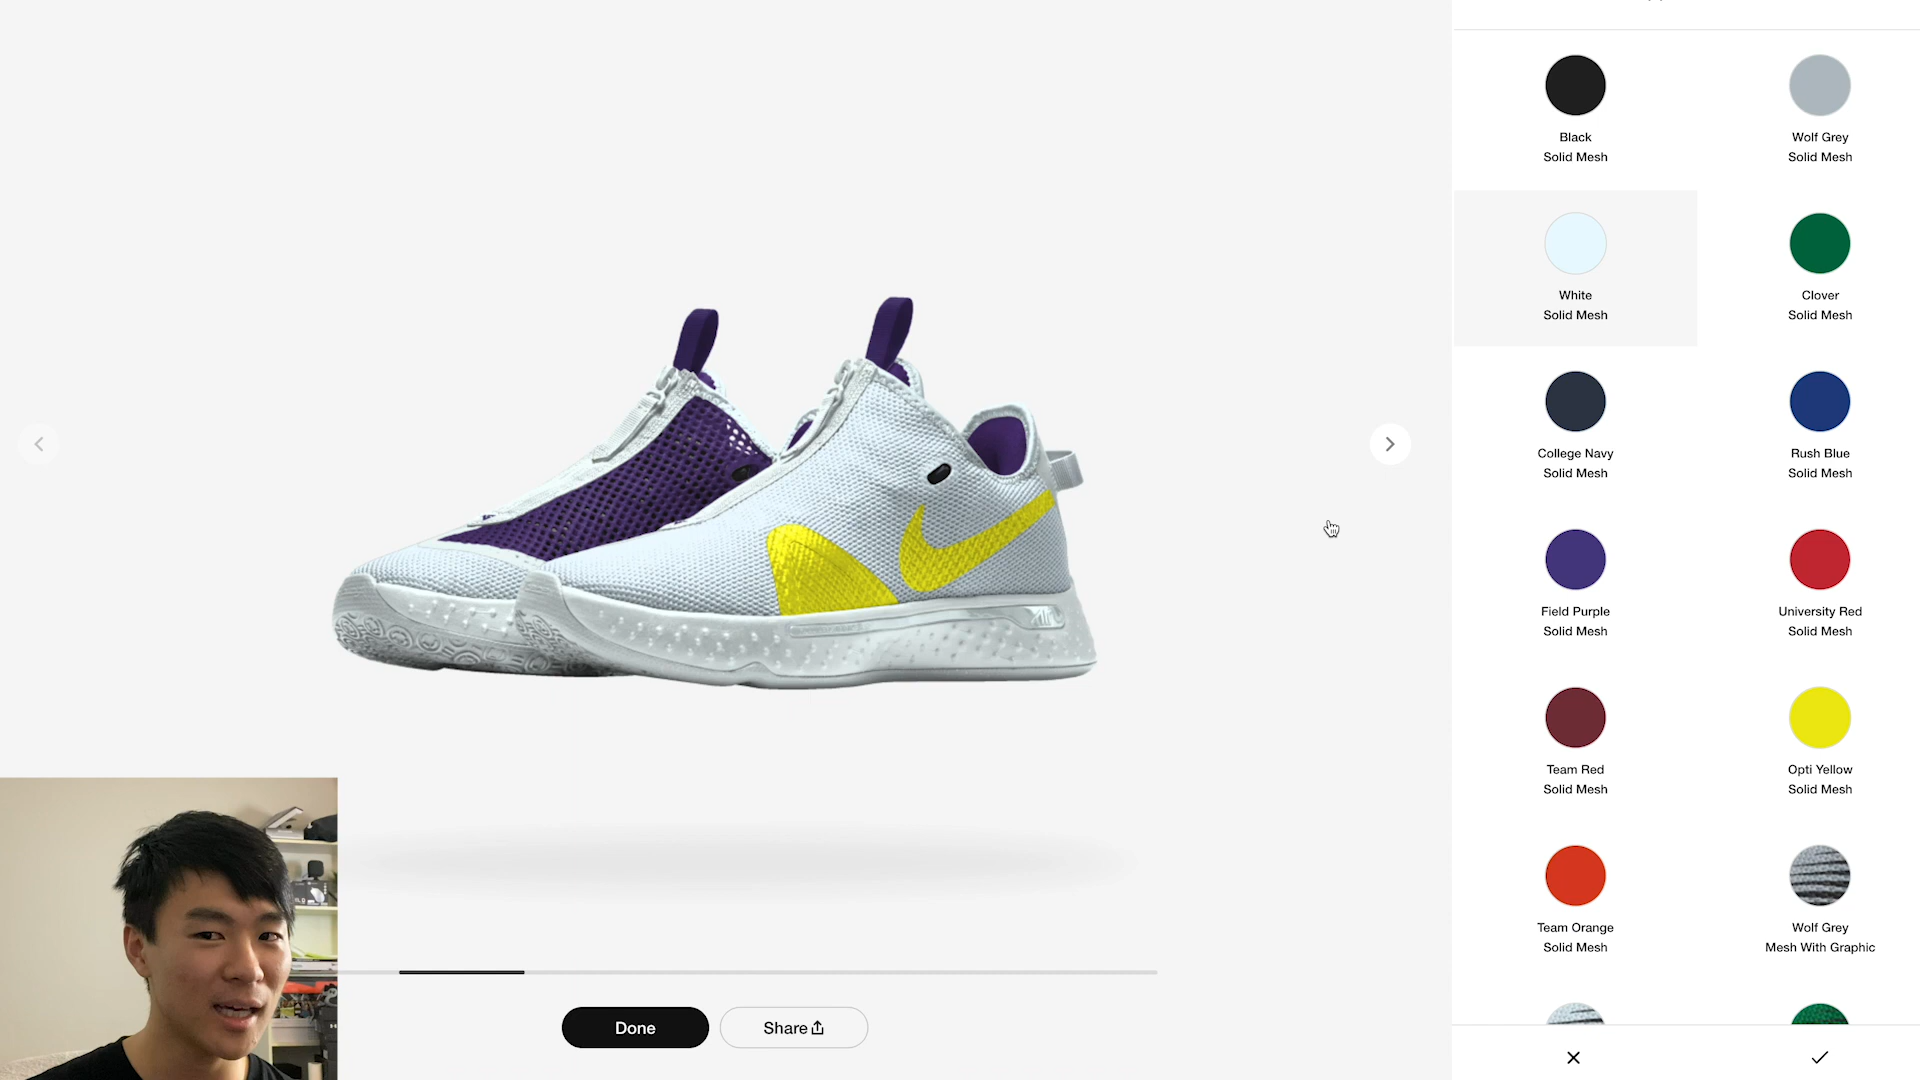 Black
Solid Mesh
Wolf Grey
Solid Mesh
White
Solid Mesh
Clover
Solid Mesh
College Navy
Solid Mesh
Rush Blue
Solid Mesh
Field Purple
Solid Mesh
University Red
Solid Mesh
Team Red
Solid Mesh
Opti Yellow
Solid Mesh
Team Orange
Solid Mesh
Wolf Grey
Mesh With Graphic
Done
Share